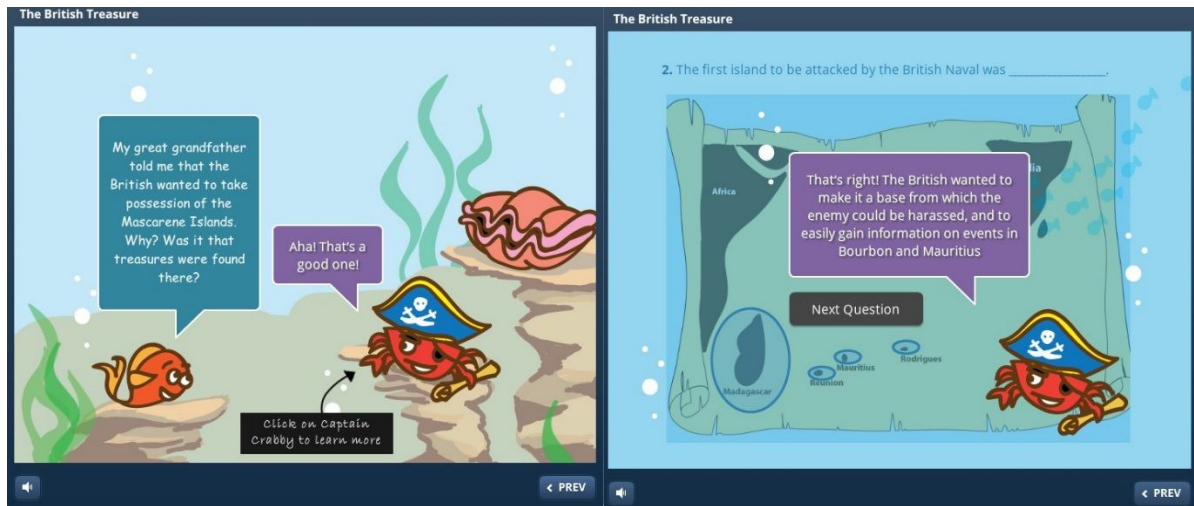 The British Treasure
My great grandfather
told me that the
British wanted to take
possession of the
Mascarene Islands.
Why? Was it that
treasures were found
there?
Aha! That's a
good one!
Click on Captain
Crabby to learn more
< PREV
The British Treasure
2. The first island to be attacked by the British Naval was ________________.
Africa
dia
That's right! The British wanted to
make it a base from which the
enemy could be harassed, and to
easily gain information on events in
Bourbon and Mauritius
Next Question
Rodrigues
Mauritius
Reunion
Madagascar
< PREV